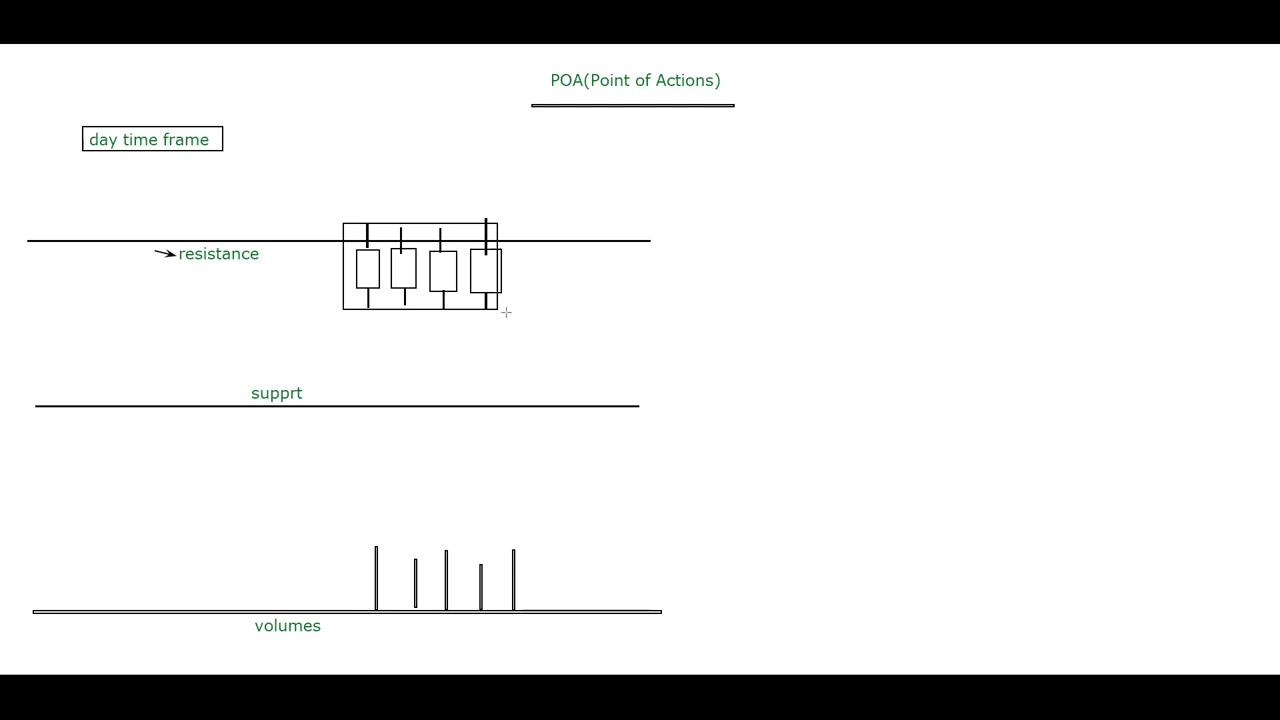 POA(Point of Actions)
day time frame
resistance
supprt
volumes